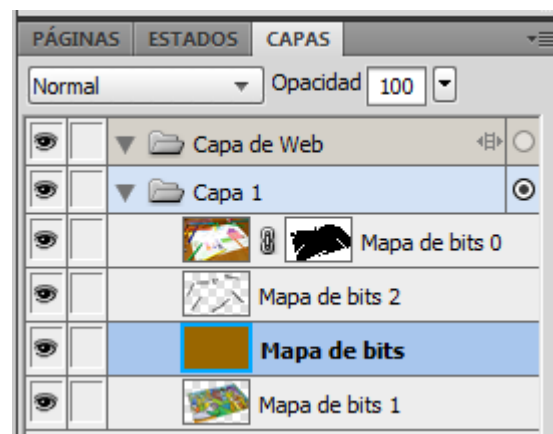 PÁGINAS ESTADOS CAPAS
Normal Opacidad 100
Capa de Web
Capa 1
Mapa de bits 0
Mapa de bits 2
Mapa de bits
Mapa de bits 1